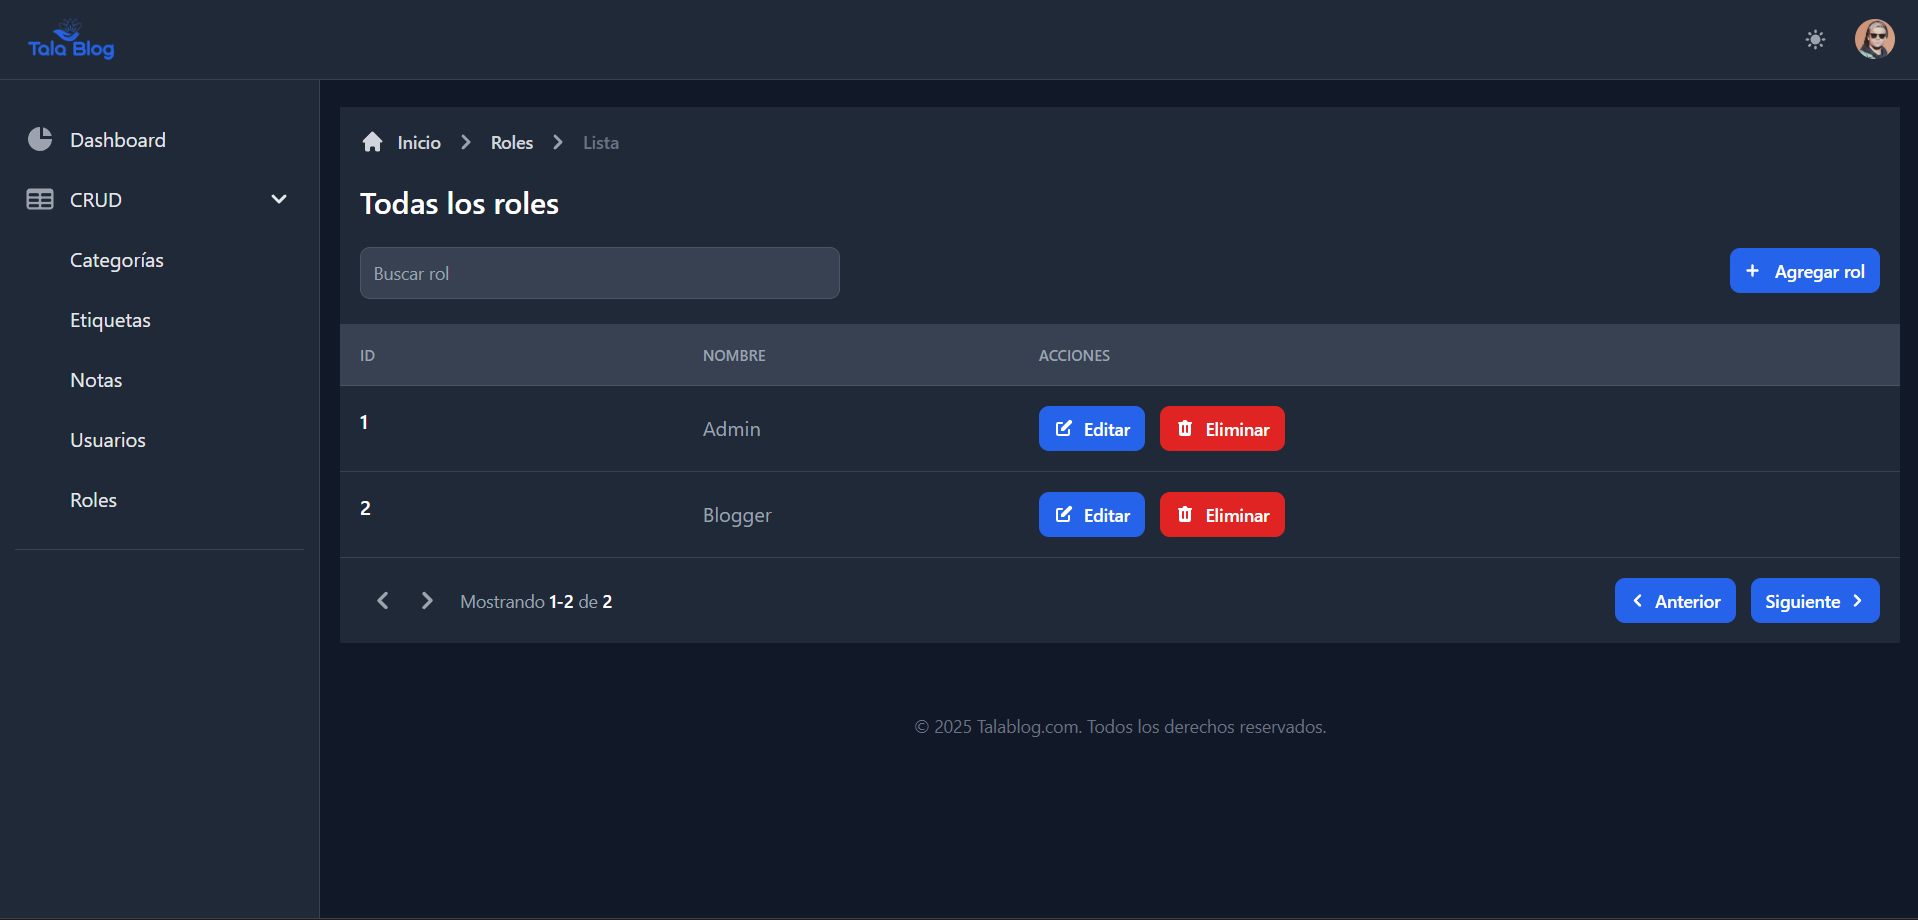 Tala Blog
Dashboard
CRUD
Categorías
Etiquetas
Notas
Usuarios
Roles
Inicio Roles Lista
Todas los roles
Buscar rol
Agregar rol
ID NOMBRE ACCIONES
1 Admin Editar Eliminar
2 Blogger Editar Eliminar
Mostrando 1-2 de 2
Anterior Siguiente
© 2025 Talablog.com. Todos los derechos reservados.